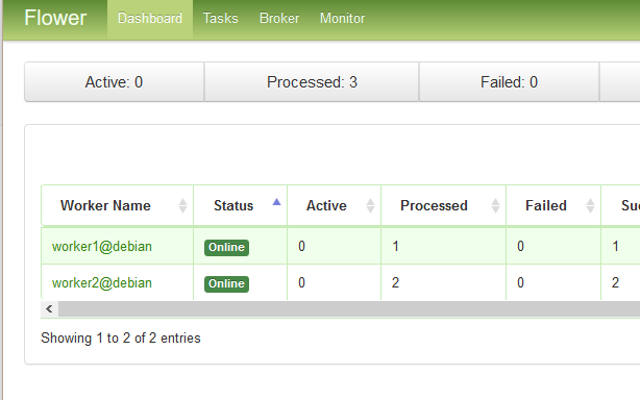 Flower Dashboard Tasks Broker Monitor
Active: 0 Processed: 3 Failed: 0
Worker Name Status Active Processed Failed
worker1@debian Online 0 1 0 1
worker2@debian Online 0 2 0 2
Showing 1 to 2 of 2 entries